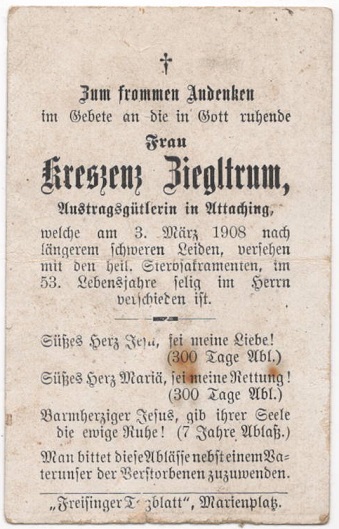 †
Zum frommen Andenken
im Gebete an die in Gott ruhende
Frau
Kreszenz Ziegltrum,
Austragsgütlerin in Attaching,
welche am 3. März 1908 nach
längerem schweren Leiden, versehen
mit den heil. Sterbsakramenten, im
53. Lebensjahre selig im Herrn
verschieden ist.
Süßes Herz Jesu, sei meine Liebe!
(300 Tage Abl.)
Süßes Herz Mariä, sei meine Rettung!
(300 Tage Abl.)
Barmherziger Jesus, gib ihrer Seele
die ewige Ruhe! (7 Jahre Ablaß.)
Man bittet diese Ablässe nebst einem Va-
terunser der Verstorbenen zuzuwenden.
„Freisinger Tagblatt", Marienplatz.